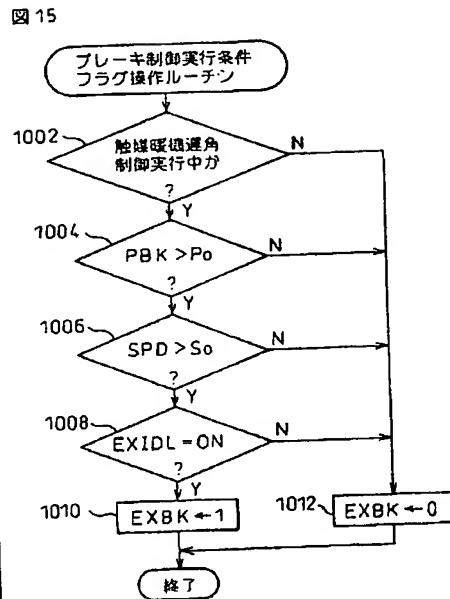 図15
ブレーキ制御実行条件
フラグ操作ルーチン
1002
触媒暖機遅角
制御実行中か
?
N
Y
1004
PBK>Po
?
N
Y
1006
SPD>So
?
N
Y
1008
EXIDL=ON
?
N
Y
1010
EXBK←1
1012
EXBK←0
終了